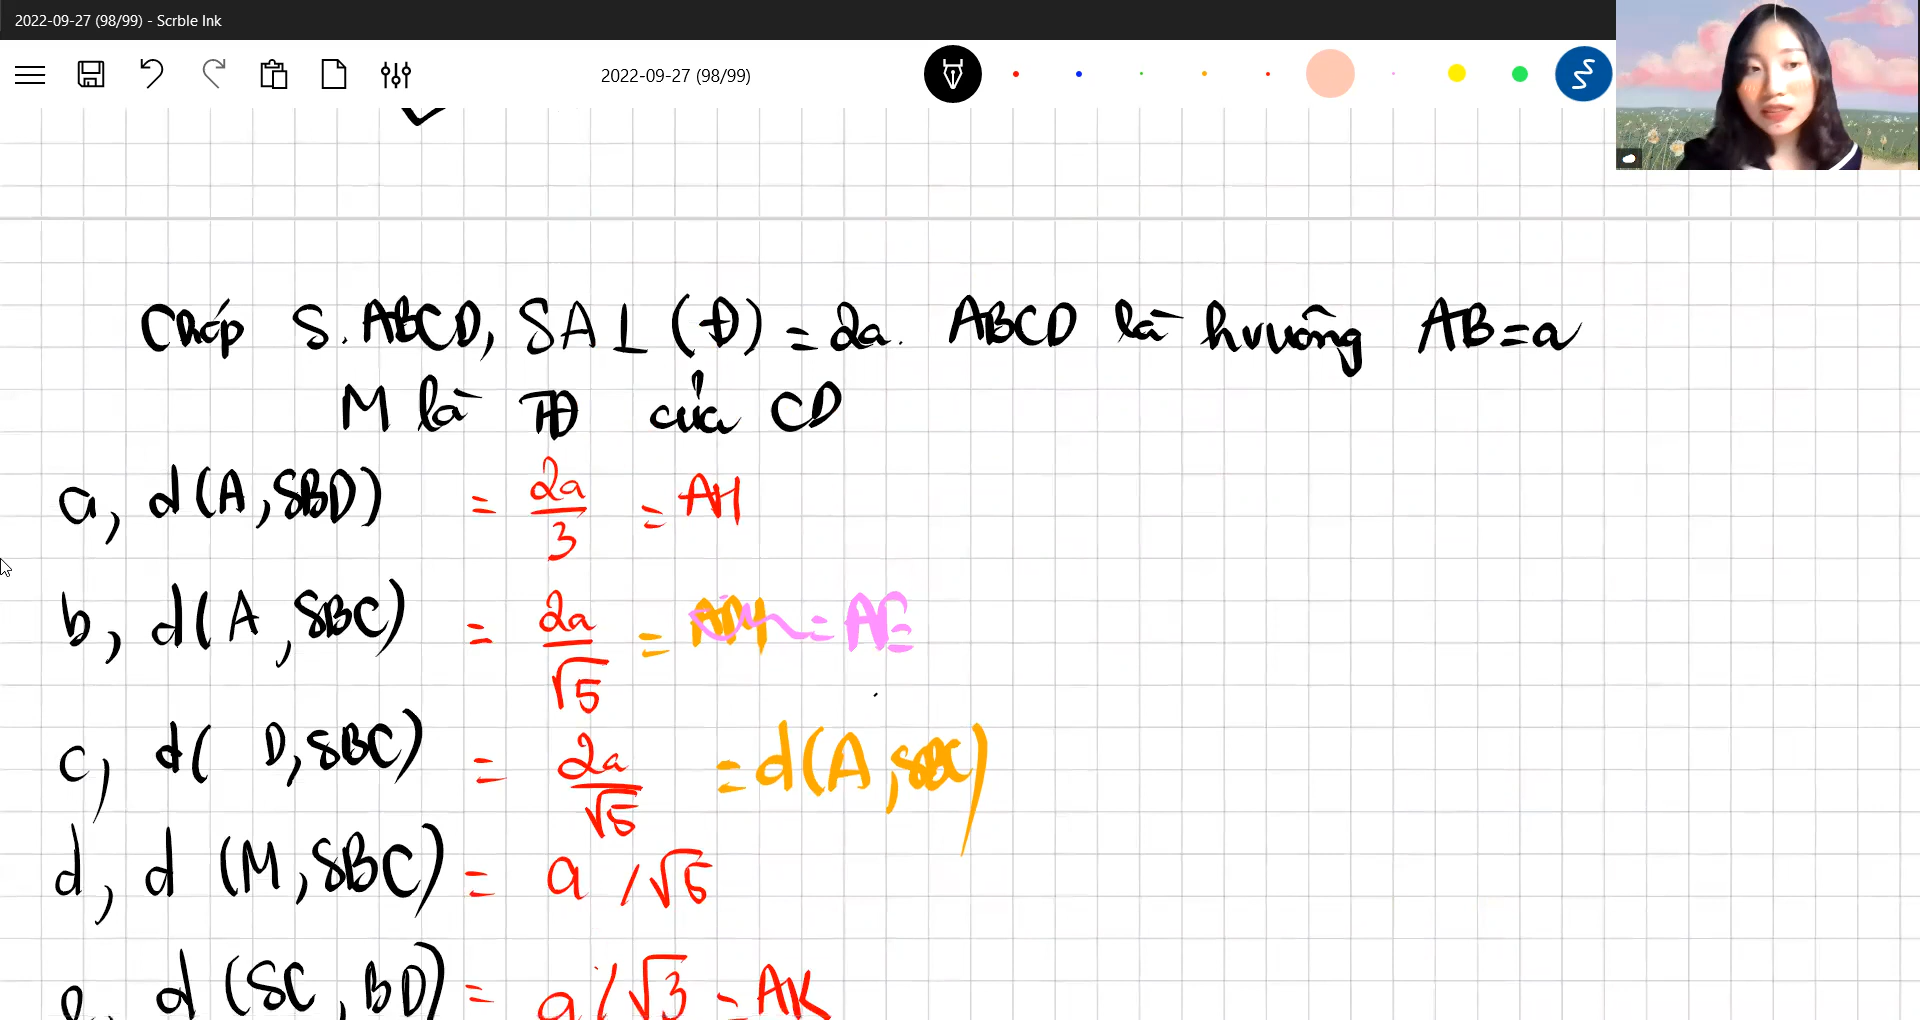 2022-09-27 (98/99) - Scrble Ink
2022-09-27 (98/99)
Chóp S.ABCD, SA⊥(Đ)=2a. ABCD là hvuông AB=a
M là TĐ của CD
a, d(A,SBD) = 2a/3 = AH
b, d(A,SBC) = 2a/√5 = = AE
c, d( D,SBC) = 2a/√5 = d(A,SBC)
d, d (M,SBC) = a/√5
d (SC, BD) = a/√3 = AK